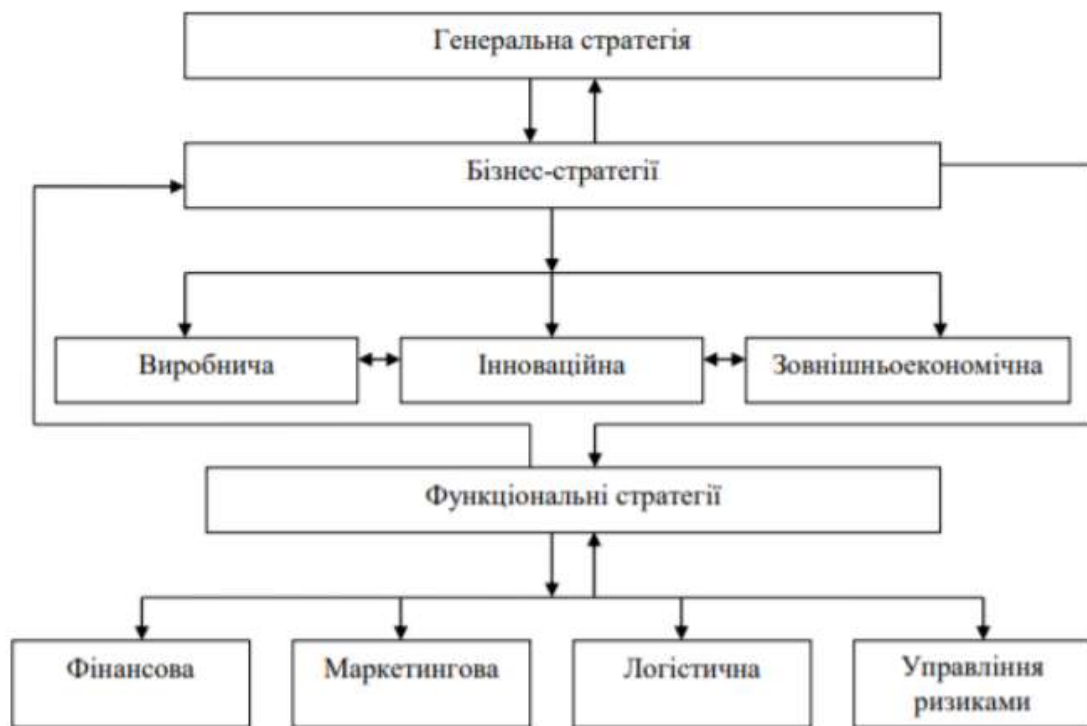 Генеральна стратегія
Бізнес-стратегії
Виробнича
Інноваційна
Зовнішньоекономічна
Функціональні стратегії
Фінансова
Маркетингова
Логістична
Управління
ризиками